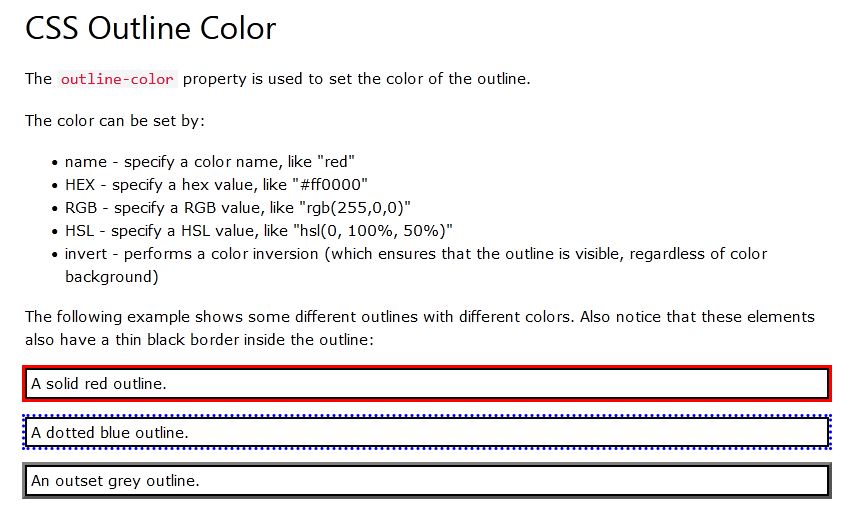 CSS Outline Color
The outline-color property is used to set the color of the outline.
The color can be set by:
• name - specify a color name, like "red"
• HEX - specify a hex value, like "#ff0000"
• RGB - specify a RGB value, like "rgb(255,0,0)"
• HSL - specify a HSL value, like "hsl(0, 100%, 50%)"
• invert - performs a color inversion (which ensures that the outline is visible, regardless of color
background)
The following example shows some different outlines with different colors. Also notice that these elements
also have a thin black border inside the outline:
A solid red outline.
A dotted blue outline.
An outset grey outline.